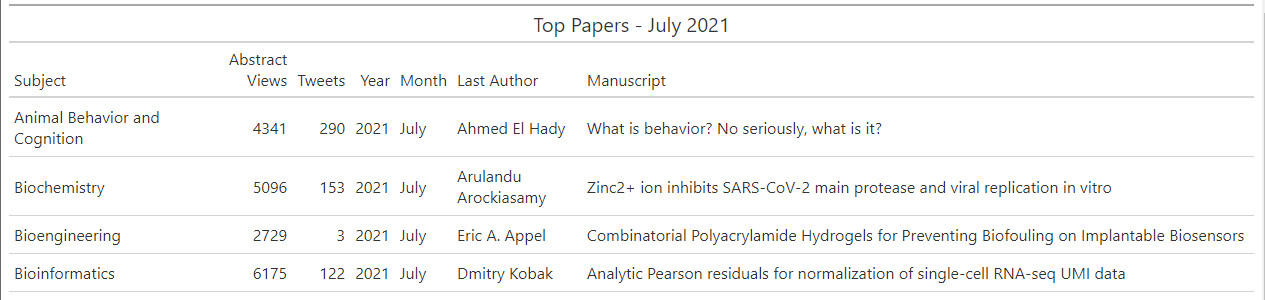 Top Papers - July 2021
Abstract
Subject Views Tweets Year Month Last Author Manuscript
Animal Behavior and
Cognition 4341 290 2021 July Ahmed El Hady What is behavior? No seriously, what is it?
Biochemistry 5096 153 2021 July Arulandu
Arockiasamy Zinc2+ ion inhibits SARS-CoV-2 main protease and viral replication in vitro
Bioengineering 2729 3 2021 July Eric A. Appel Combinatorial Polyacrylamide Hydrogels for Preventing Biofouling on Implantable Biosensors
Bioinformatics 6175 122 2021 July Dmitry Kobak Analytic Pearson residuals for normalization of single-cell RNA-seq UMI data